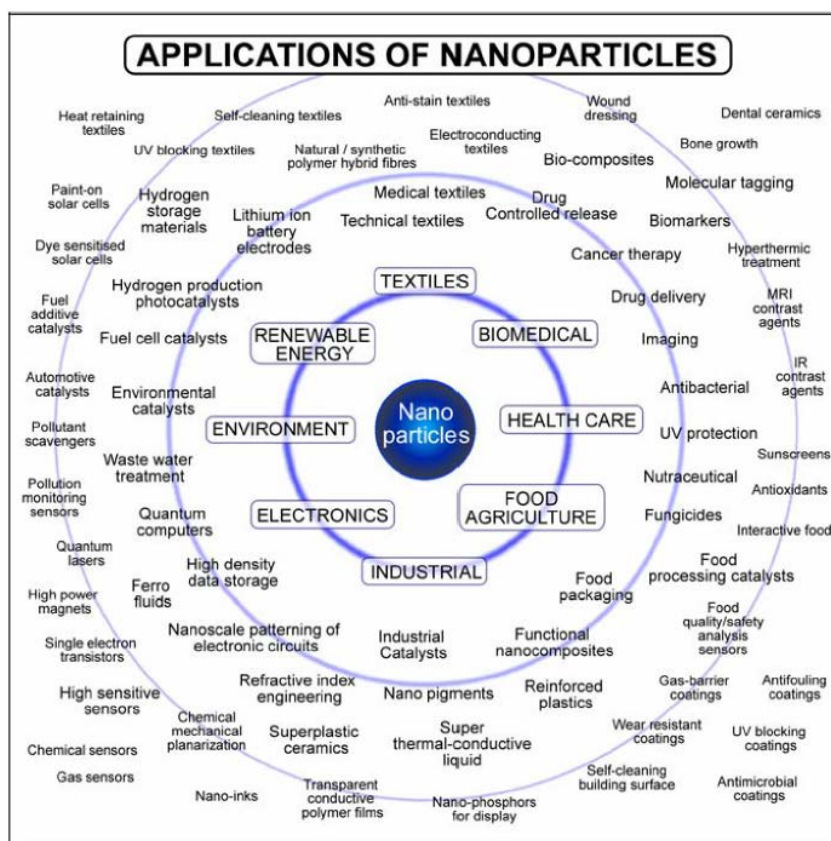 APPLICATIONS OF NANOPARTICLES
Heat retaining
textiles
Self-cleaning textiles
Anti-stain textiles
Wound
dressing
Dental ceramics
UV blocking textiles
Natural / synthetic
polymer hybrid fibres
Electroconducting
textiles
Bio-composites
Bone growth
Paint-on
solar cells
Hydrogen
storage
materials
Lithium ion
battery
electrodes
Medical textiles
Technical textiles
Drug
Controlled release
Molecular tagging
Biomarkers
Dye sensitised
solar cells
Cancer therapy
Hyperthermic
treatment
Hydrogen production
photocatalysts
TEXTILES
Drug delivery
MRI
contrast
agents
Fuel
additive
catalysts
Fuel cell catalysts
RENEWABLE
ENERGY
BIOMEDICAL
Imaging
IR
contrast
agents
Automotive
catalysts
Environmental
catalysts
Nano
particles
Antibacterial
Pollutant
scavengers
ENVIRONMENT
HEALTH CARE
UV protection
Sunscreens
Waste water
treatment
Nutraceutical
Pollution
monitoring
sensors
Antioxidants
Quantum
computers
ELECTRONICS
FOOD
AGRICULTURE
Fungicides
Interactive food
Quantum
lasers
High density
data storage
INDUSTRIAL
Food
packaging
Food
processing catalysts
High power
magnets
Ferro
fluids
Food
quality/safety
analysis
sensors
Single electron
transistors
Nanoscale patterning of
electronic circuits
Industrial
Catalysts
Functional
nanocomposites
High sensitive
sensors
Refractive index
engineering
Nano pigments
Reinforced
plastics
Gas-barrier
coatings
Antifouling
coatings
Chemical
mechanical
planarization
Superplastic
ceramics
Super
thermal-conductive
liquid
Wear resistant
coatings
UV blocking
coatings
Chemical sensors
Gas sensors
Nano-inks
Transparent
conductive
polymer films
Nano-phosphors
for display
Self-cleaning
building surface
Antimicrobial
coatings